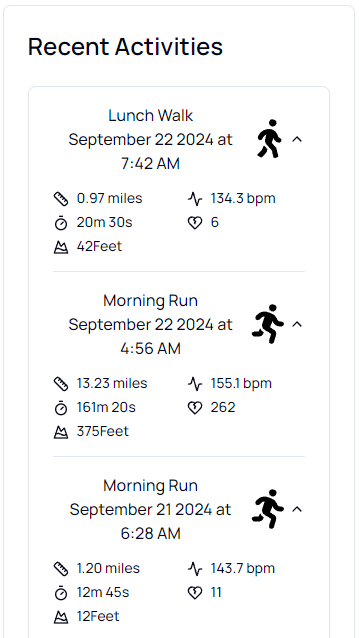 Recent Activities
Lunch Walk
September 22 2024 at
7:42 AM
0.97 miles
134.3 bpm
20m 30s
6
42Feet
Morning Run
September 22 2024 at
4:56 AM
13.23 miles
155.1 bpm
161m 20s
262
375Feet
Morning Run
September 21 2024 at
6:28 AM
1.20 miles
143.7 bpm
12m 45s
11
12Feet